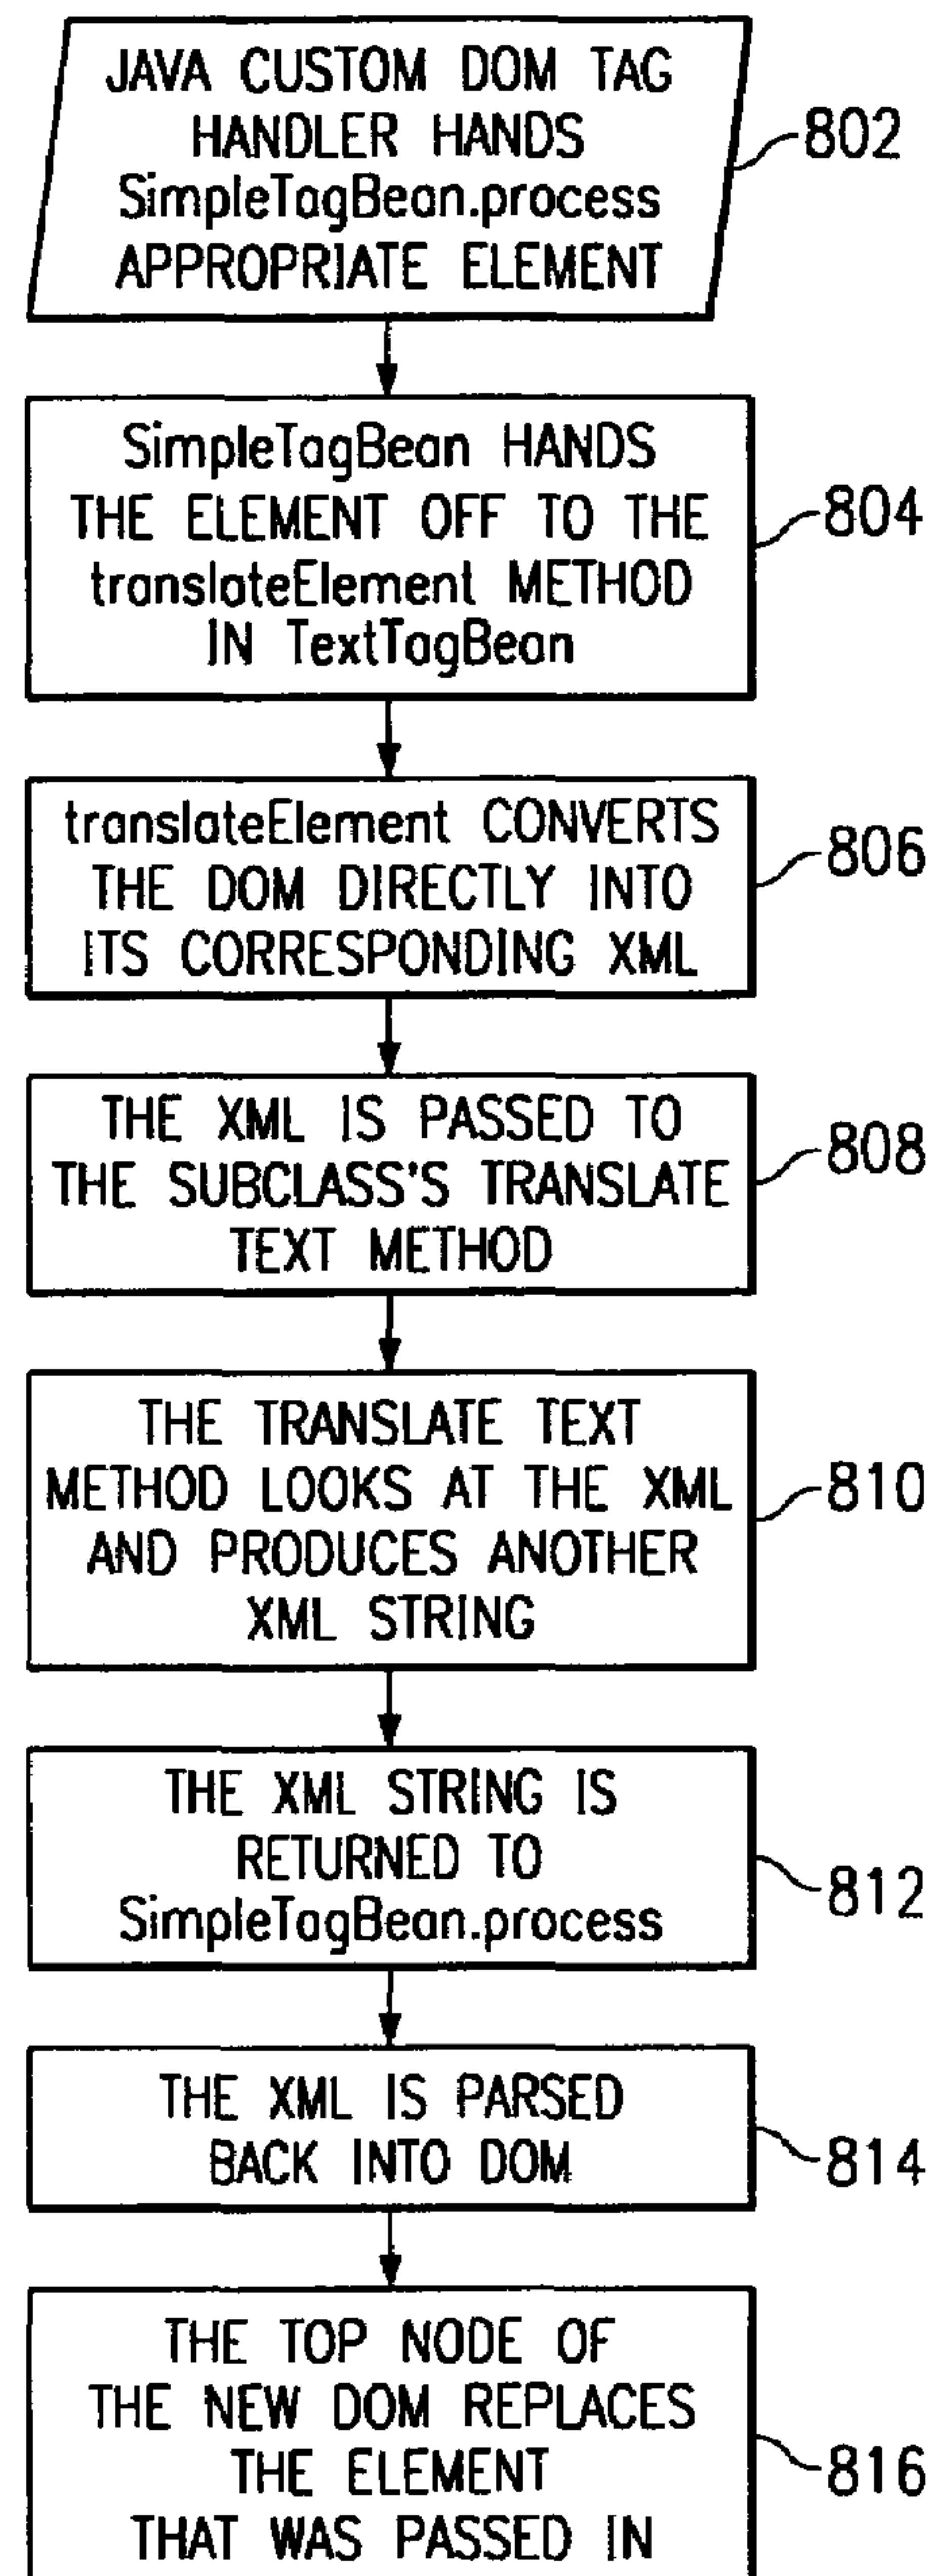 JAVA CUSTOM DOM TAG
HANDLER HANDS
SimpleTagBean.process
APPROPRIATE ELEMENT
802
SimpleTagBean HANDS
THE ELEMENT OFF TO THE
translateElement METHOD
IN TextTagBean
804
translateElement CONVERTS
THE DOM DIRECTLY INTO
ITS CORRESPONDING XML
806
THE XML IS PASSED TO
THE SUBCLASS'S TRANSLATE
TEXT METHOD
808
THE TRANSLATE TEXT
METHOD LOOKS AT THE XML
AND PRODUCES ANOTHER
XML STRING
810
THE XML STRING IS
RETURNED TO
SimpleTagBean.process
812
THE XML IS PARSED
BACK INTO DOM
814
THE TOP NODE OF
THE NEW DOM REPLACES
THE ELEMENT
THAT WAS PASSED IN
816